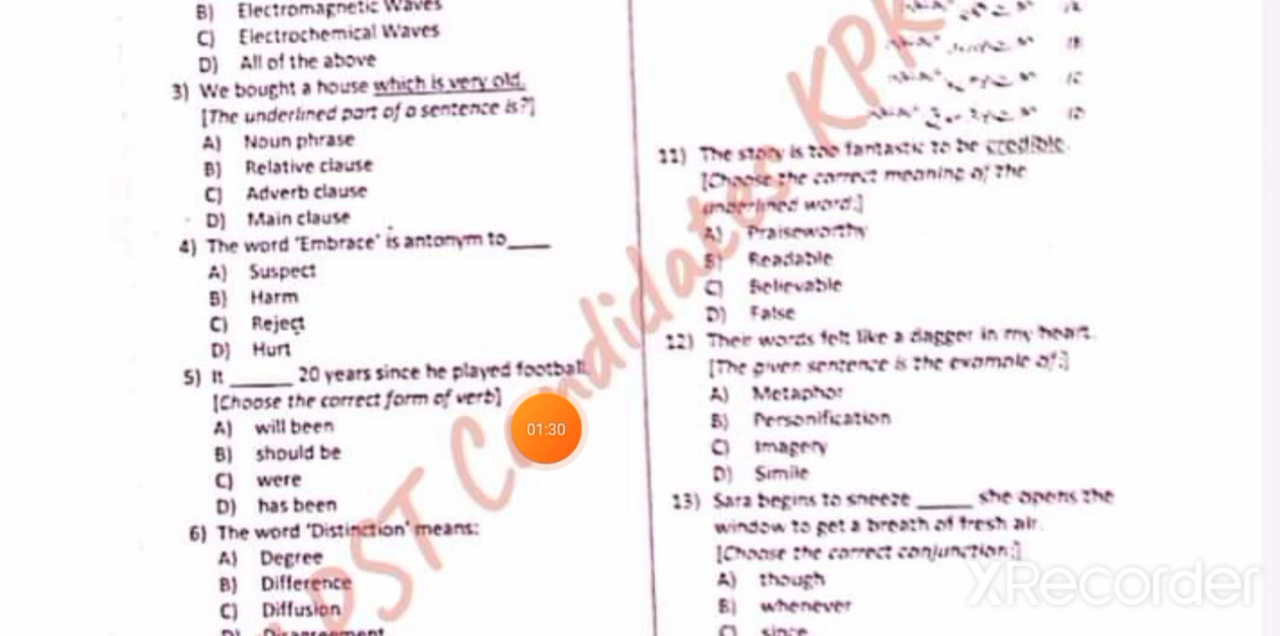 B) Electromagnetic Waves
C) Electrochemical Waves
D) All of the above
3) We bought a house which is very old.
[The underlined part of a sentence is?]
A) Noun phrase
B) Relative clause
C) Adverb clause
D) Main clause
4) The word 'Embrace' is antonym to____
A) Suspect
B) Harm
C) Reject
D) Hurt
5) It ______ 20 years since he played football.
[Choose the correct form of verb]
A) will been
B) should be
C) were
D) has been
6) The word 'Distinction' means:
A) Degree
B) Difference
C) Diffusion
D) Disagreement
11) The story is too fantastic to be credible.
[Choose the correct meaning of the
underlined word:]
A) Praiseworthy
B) Readable
C) Believable
D) False
12) Their words felt like a dagger in my heart.
[The given sentence is the example of:]
A) Metaphor
B) Personification
C) Imagery
D) Simile
13) Sara begins to sneeze _____ she opens the
window to get a breath of fresh air.
[Choose the correct conjunction:]
A) though
B) whenever
C) since
PST Candidates KPK
01:30
XRecorder